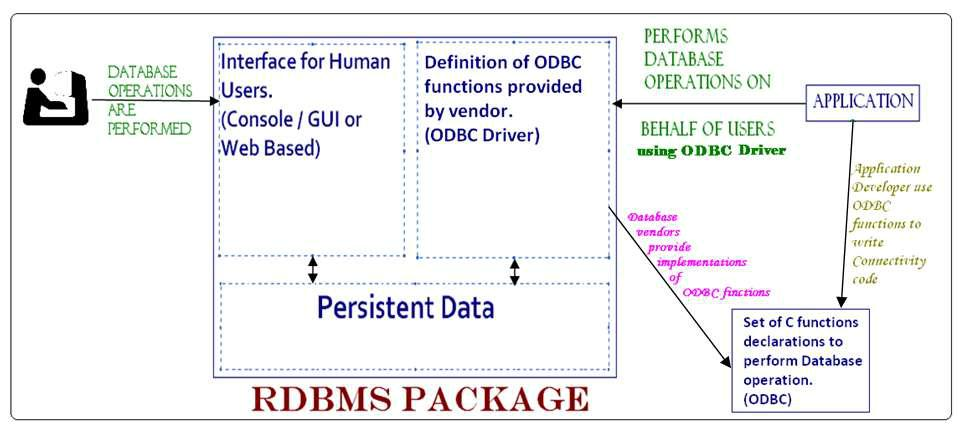 DATABASE
OPERATIONS
ARE
PERFORMED
Interface for Human
Users.
(Console / GUI or
Web Based)
Definition of ODBC
functions provided
by vendor.
(ODBC Driver)
PERFORMS
DATABASE
OPERATIONS ON
BEHALF OF USERS
using ODBC Driver
APPLICATION
Application
Developer use
ODBC
functions to
write
Connectivity
code
Database
vendors
provide
implementations
of
ODBC finctions
Persistent Data
Set of C functions
declarations to
perform Database
operation.
(ODBC)
RDBMS PACKAGE